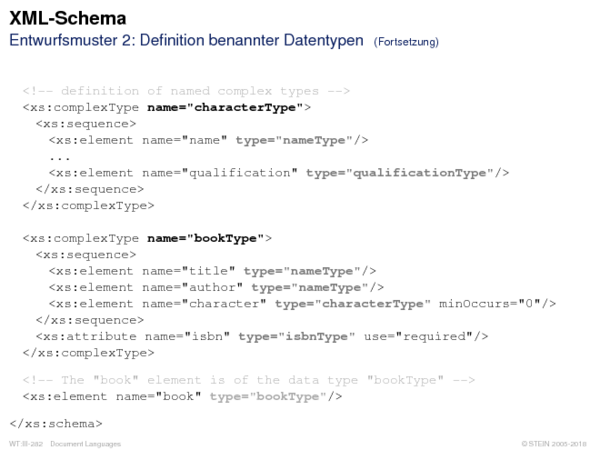 XML-Schema
Entwurfsmuster 2: Definition benannter Datentypen (Fortsetzung)
<!-- definition of named complex types -->
<xs:complexType name="characterType">
<xs:sequence>
<xs:element name="name" type="nameType"/>
...
<xs:element name="qualification" type="qualificationType"/>
</xs:sequence>
</xs:complexType>
<xs:complexType name="bookType">
<xs:sequence>
<xs:element name="title" type="nameType"/>
<xs:element name="author" type="nameType"/>
<xs:element name="character" type="characterType" minOccurs="0"/>
</xs:sequence>
<xs:attribute name="isbn" type="isbnType" use="required"/>
</xs:complexType>
<!-- The "book" element is of the data type "bookType" -->
<xs:element name="book" type="bookType"/>
</xs:schema>
WT:III-282 Document Languages © STEIN 2005-2018